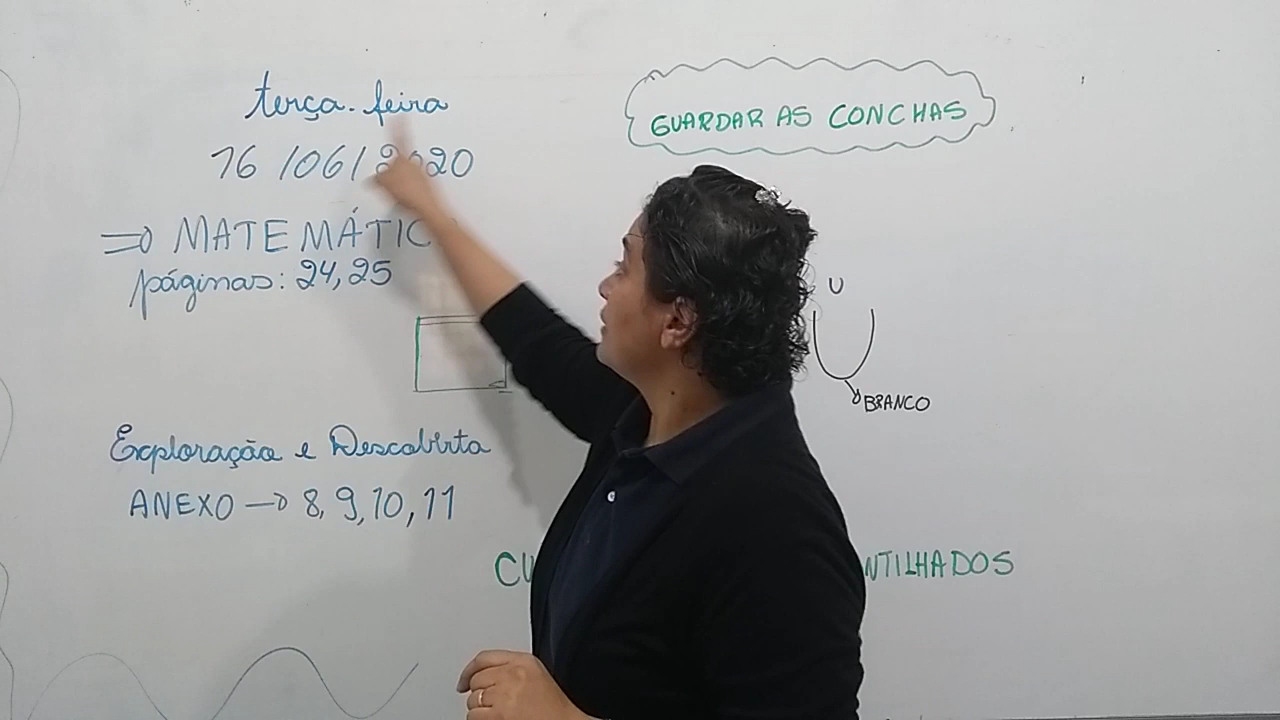 terça-feira
16/06/2020
⇒ MATEMÁTIC
páginas: 24, 25
Exploração e Descoberta
ANEXO → 8, 9, 10, 11
GUARDAR AS CONCHAS
U
BRANCO
CU NTILHADOS